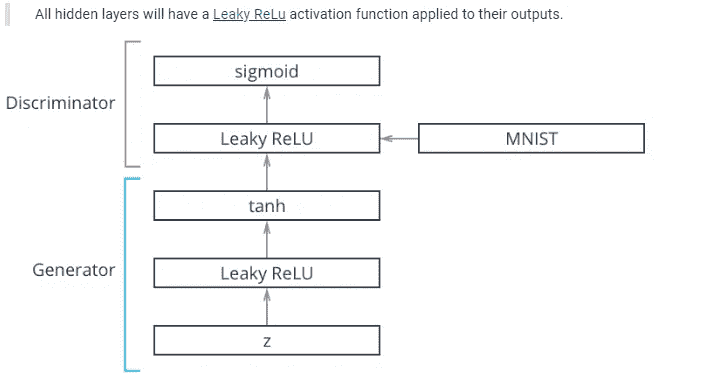 All hidden layers will have a Leaky ReLu activation function applied to their outputs.
sigmoid
Discriminator
Leaky ReLU
MNIST
tanh
Generator
Leaky ReLU
z